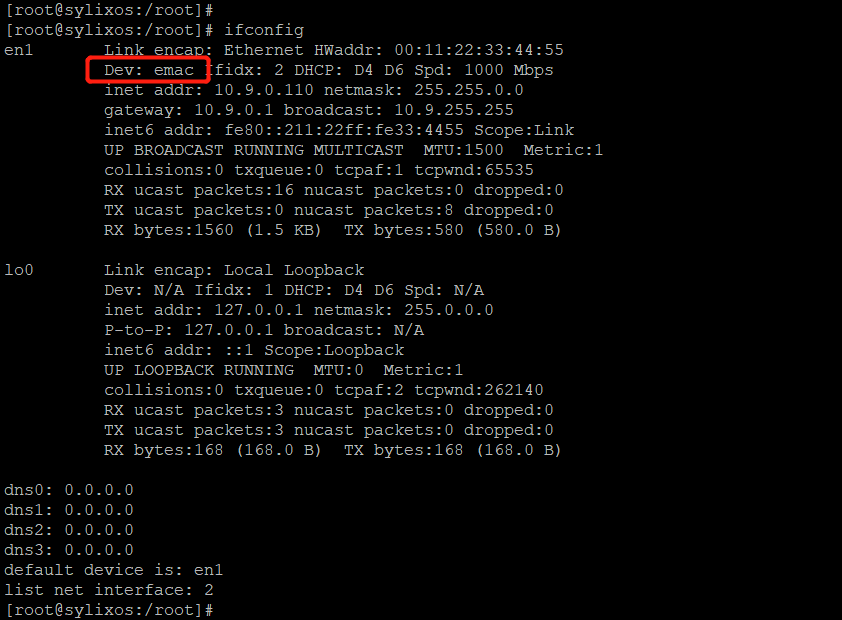 [root@sylixos:/root]#
[root@sylixos:/root]# ifconfig
en1       Link encap: Ethernet HWaddr: 00:11:22:33:44:55
          Dev: emac Ifidx: 2 DHCP: D4 D6 Spd: 1000 Mbps
          inet addr: 10.9.0.110 netmask: 255.255.0.0
          gateway: 10.9.0.1 broadcast: 10.9.255.255
          inet6 addr: fe80::211:22ff:fe33:4455 Scope:Link
          UP BROADCAST RUNNING MULTICAST  MTU:1500  Metric:1
          collisions:0 txqueue:0 tcpaf:1 tcpwnd:65535
          RX ucast packets:16 nucast packets:0 dropped:0
          TX ucast packets:0 nucast packets:8 dropped:0
          RX bytes:1560 (1.5 KB)  TX bytes:580 (580.0 B)

lo0       Link encap: Local Loopback
          Dev: N/A Ifidx: 1 DHCP: D4 D6 Spd: N/A
          inet addr: 127.0.0.1 netmask: 255.0.0.0
          P-to-P: 127.0.0.1 broadcast: N/A
          inet6 addr: ::1 Scope:Loopback
          UP LOOPBACK RUNNING  MTU:0  Metric:1
          collisions:0 txqueue:0 tcpaf:2 tcpwnd:262140
          RX ucast packets:3 nucast packets:0 dropped:0
          TX ucast packets:3 nucast packets:0 dropped:0
          RX bytes:168 (168.0 B)  TX bytes:168 (168.0 B)

dns0: 0.0.0.0
dns1: 0.0.0.0
dns2: 0.0.0.0
dns3: 0.0.0.0
default device is: en1
list net interface: 2
[root@sylixos:/root]#